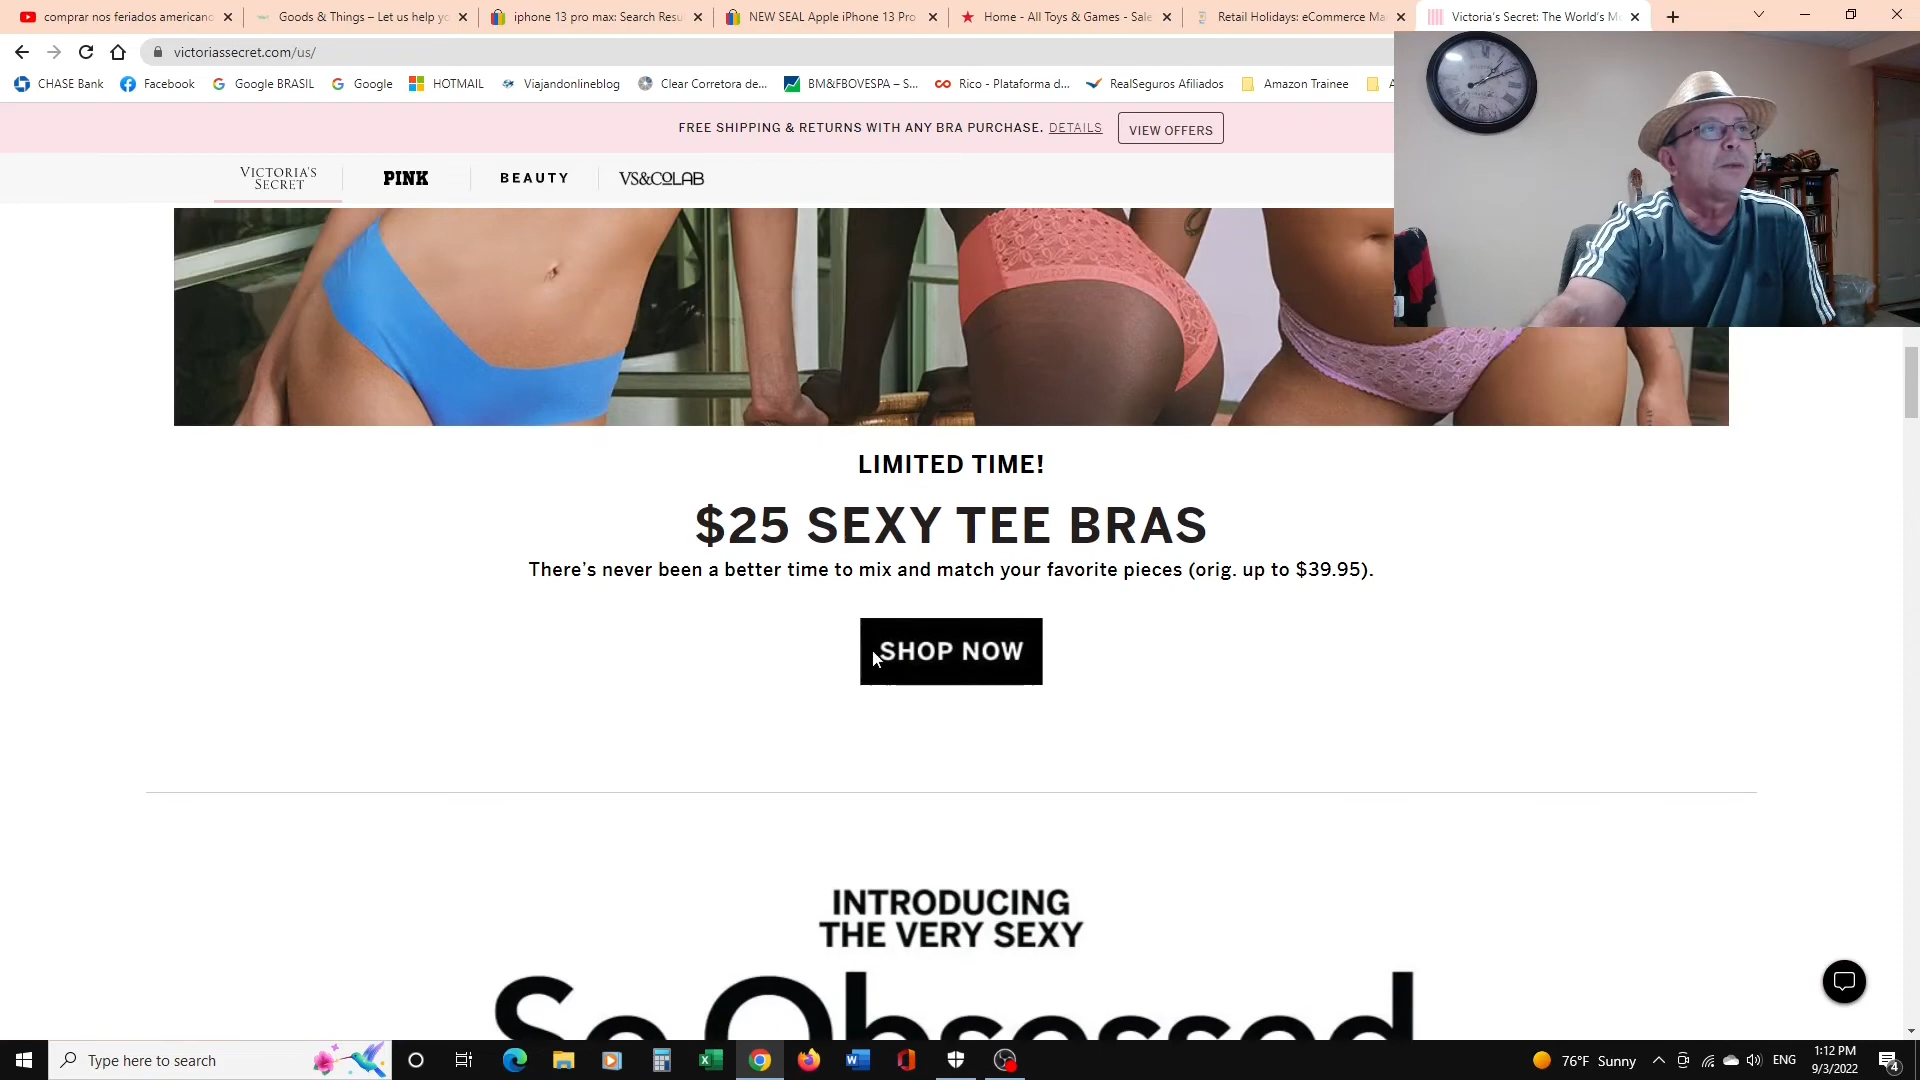 comprar nos feriados americano
Goods & Things – Let us help yo
iphone 13 pro max: Search Resu
NEW SEAL Apple iPhone 13 Pro
Home - All Toys & Games - Sale
Retail Holidays: eCommerce Ma
Victoria's Secret: The World's M
victoriassecret.com/us/
CHASE Bank
Facebook
Google BRASIL
Google
HOTMAIL
Viajandonlineblog
Clear Corretora de...
BM&FBOVESPA – S...
Rico - Plataforma d...
RealSeguros Afiliados
Amazon Trainee
FREE SHIPPING & RETURNS WITH ANY BRA PURCHASE. DETAILS
VIEW OFFERS
VICTORIA'S
SECRET
PINK
BEAUTY
VS&COLAB
LIMITED TIME!
$25 SEXY TEE BRAS
There's never been a better time to mix and match your favorite pieces (orig. up to $39.95).
SHOP NOW
INTRODUCING
THE VERY SEXY
So Obsessed
Type here to search
76°F Sunny
ENG
1:12 PM
9/3/2022
4